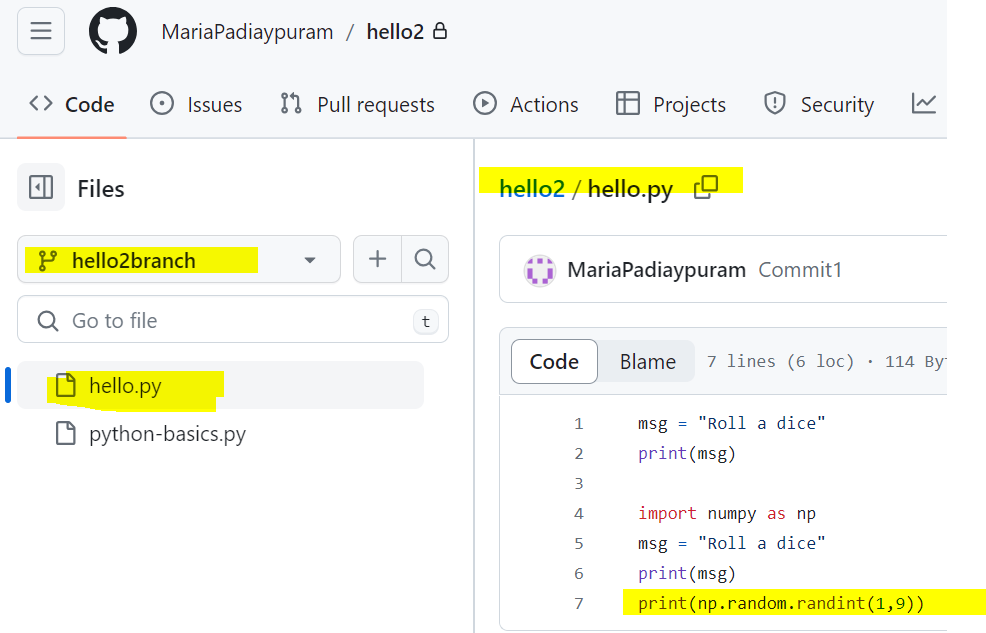 MariaPadiaypuram / hello2
Code Issues Pull requests Actions Projects Security
Files
hello2branch
Go to file t
hello.py
python-basics.py
hello2 / hello.py
MariaPadiaypuram Commit1
Code Blame 7 lines (6 loc) · 114 By
1 msg = "Roll a dice"
2 print(msg)
3
4 import numpy as np
5 msg = "Roll a dice"
6 print(msg)
7 print(np.random.randint(1,9))